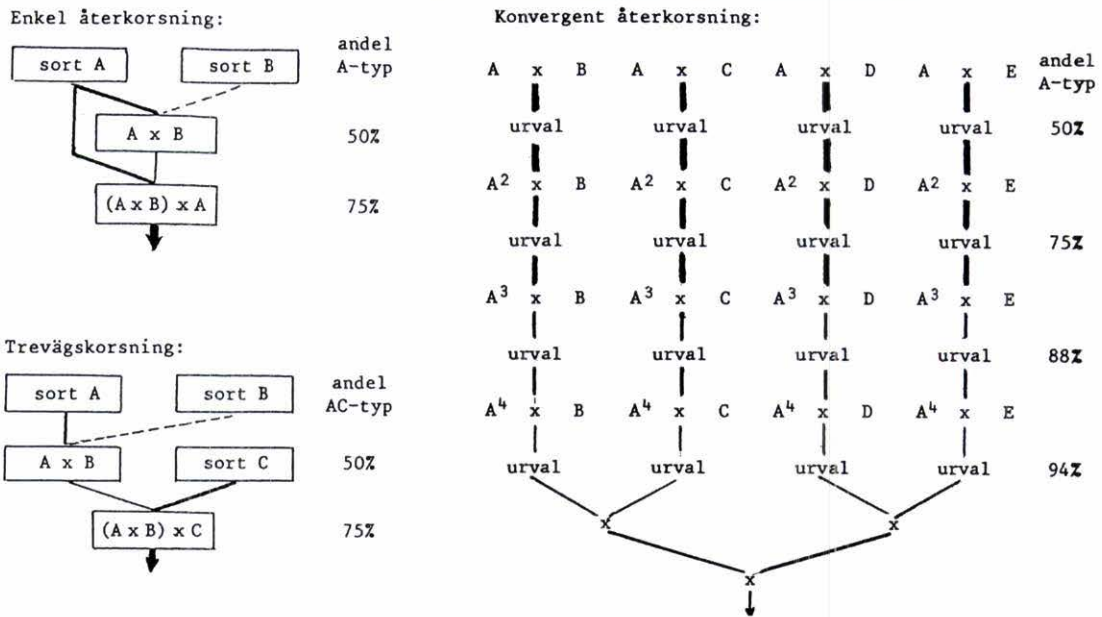 Enkel återkorsning:
andel
A-typ
sort A sort B
A x B 50%
(A x B) x A 75%
Trevägskorsning:
andel
AC-typ
sort A sort B
A x B sort C 50%
(A x B) x C 75%
Konvergent återkorsning:
andel
A-typ
A x B A x C A x D A x E
urval urval urval urval 50%
A² x B A² x C A² x D A² x E
urval urval urval urval 75%
A³ x B A³ x C A³ x D A³ x E
urval urval urval urval 88%
A⁴ x B A⁴ x C A⁴ x D A⁴ x E
urval urval urval urval 94%
x x
x